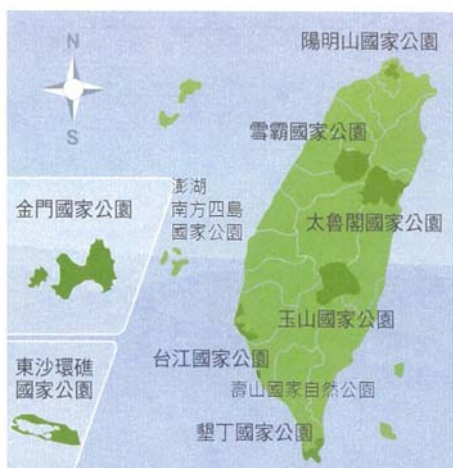 陽明山國家公園
N
S
雪霸國家公園
澎湖
南方四島
國家公園
金門國家公園
太魯閣國家公園
玉山國家公園
台江國家公園
東沙環礁
國家公園
壽山國家自然公園
墾丁國家公園